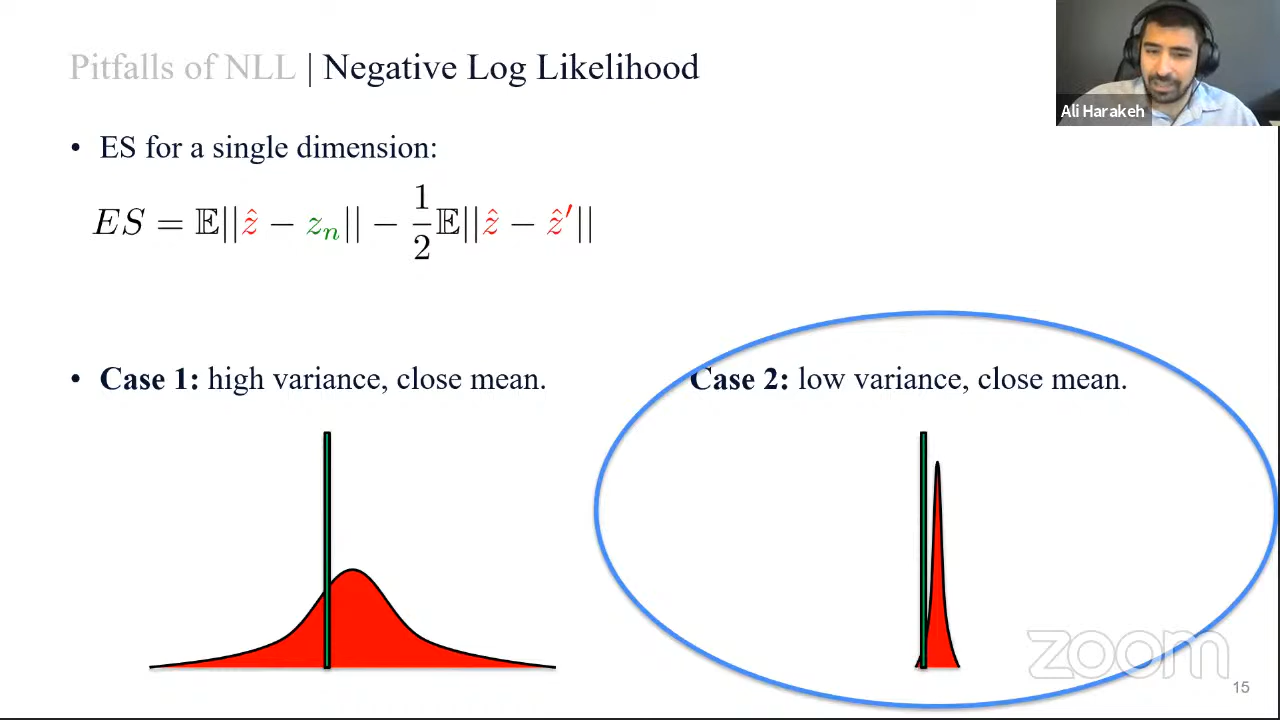 Pitfalls of NLL | Negative Log Likelihood
Ali Harakeh
• ES for a single dimension:
ES = 𝔼||ẑ − zₙ|| − 1/2 𝔼||ẑ − ẑ′||
• Case 1: high variance, close mean.
Case 2: low variance, close mean.
zoom
15